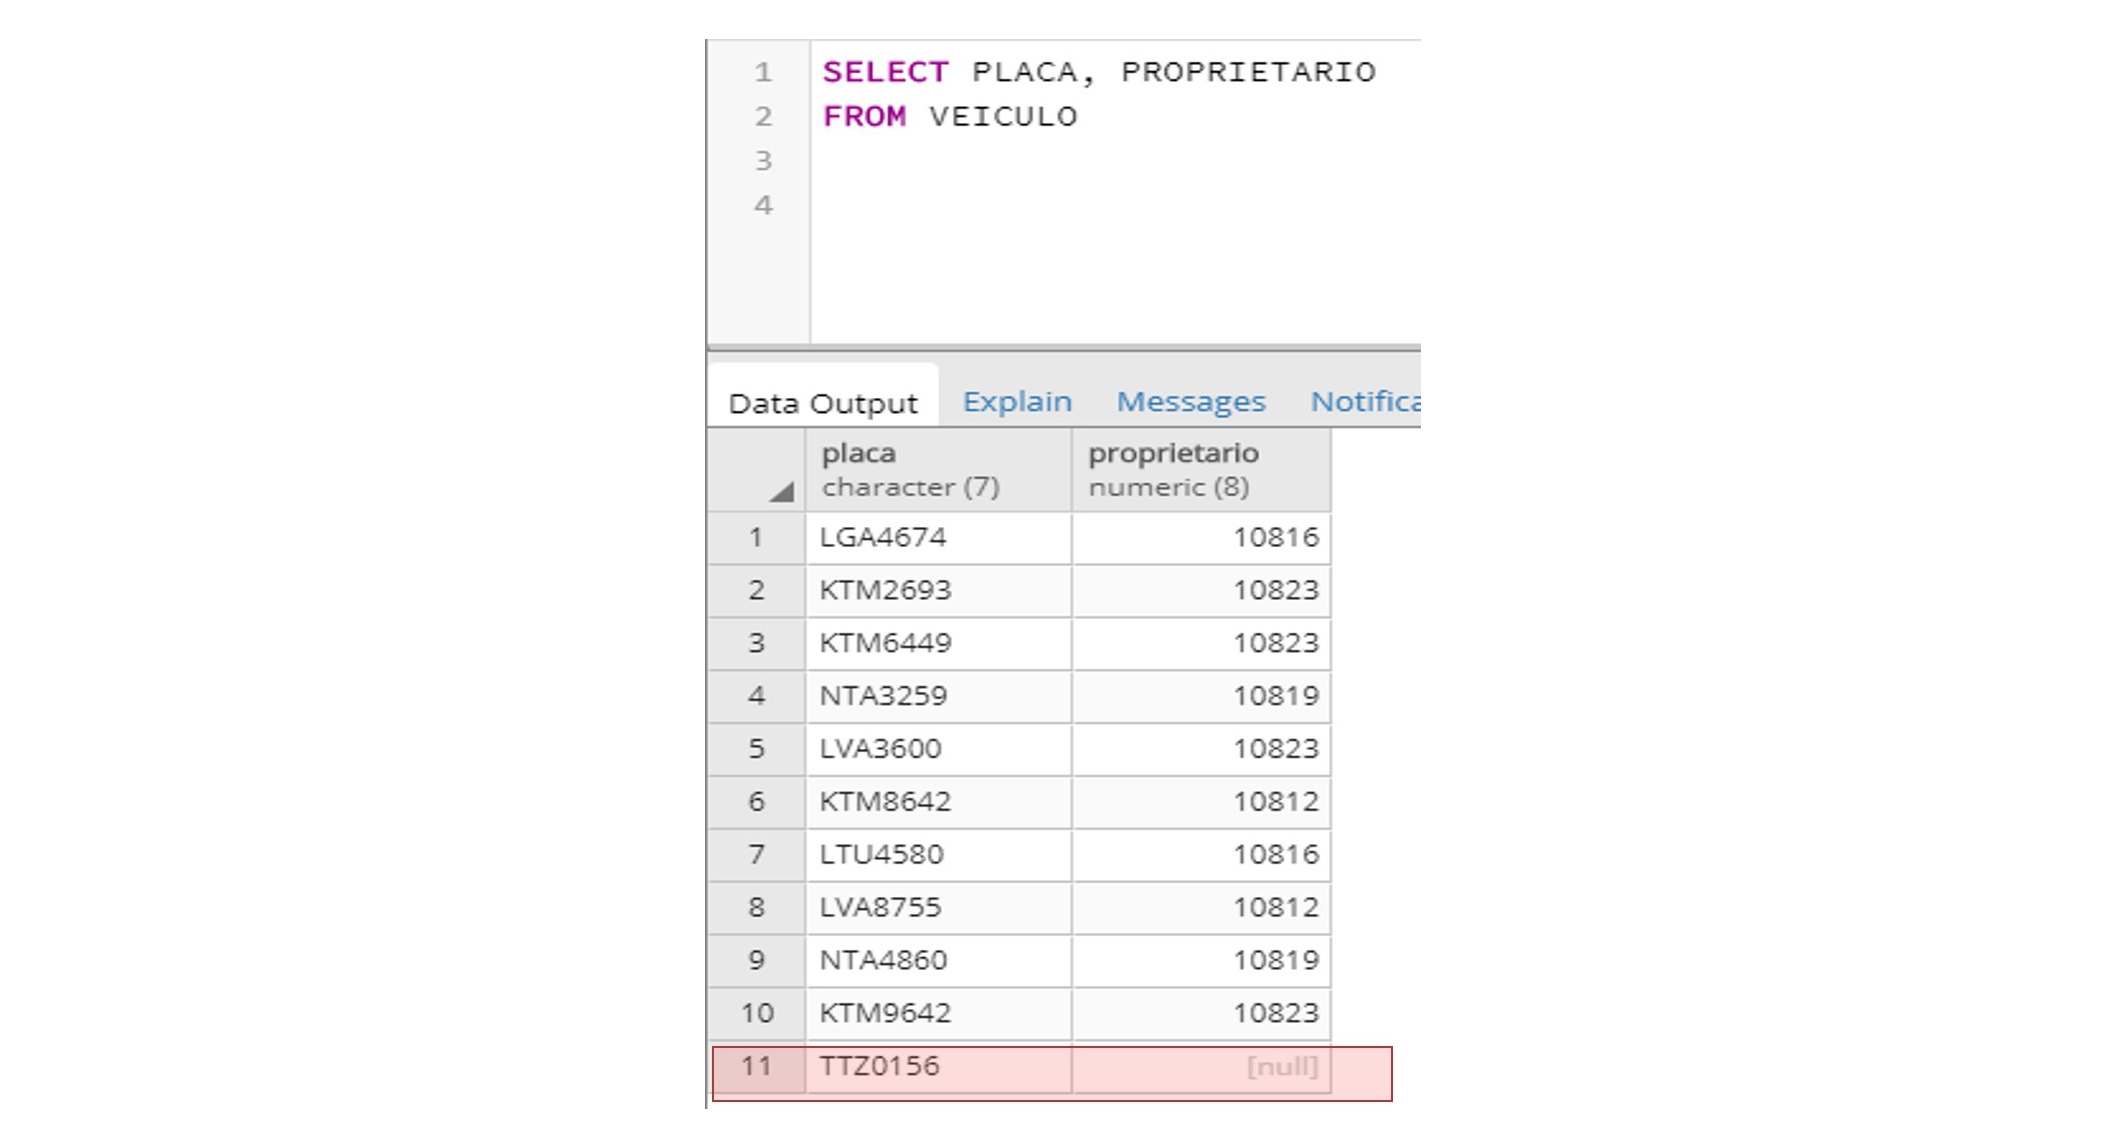 1 SELECT PLACA, PROPRIETARIO
2 FROM VEICULO
3
4
Data Output Explain Messages Notifica
placa proprietario
character (7) numeric (8)
1 LGA4674 10816
2 KTM2693 10823
3 KTM6449 10823
4 NTA3259 10819
5 LVA3600 10823
6 KTM8642 10812
7 LTU4580 10816
8 LVA8755 10812
9 NTA4860 10819
10 KTM9642 10823
11 TTZ0156 [null]